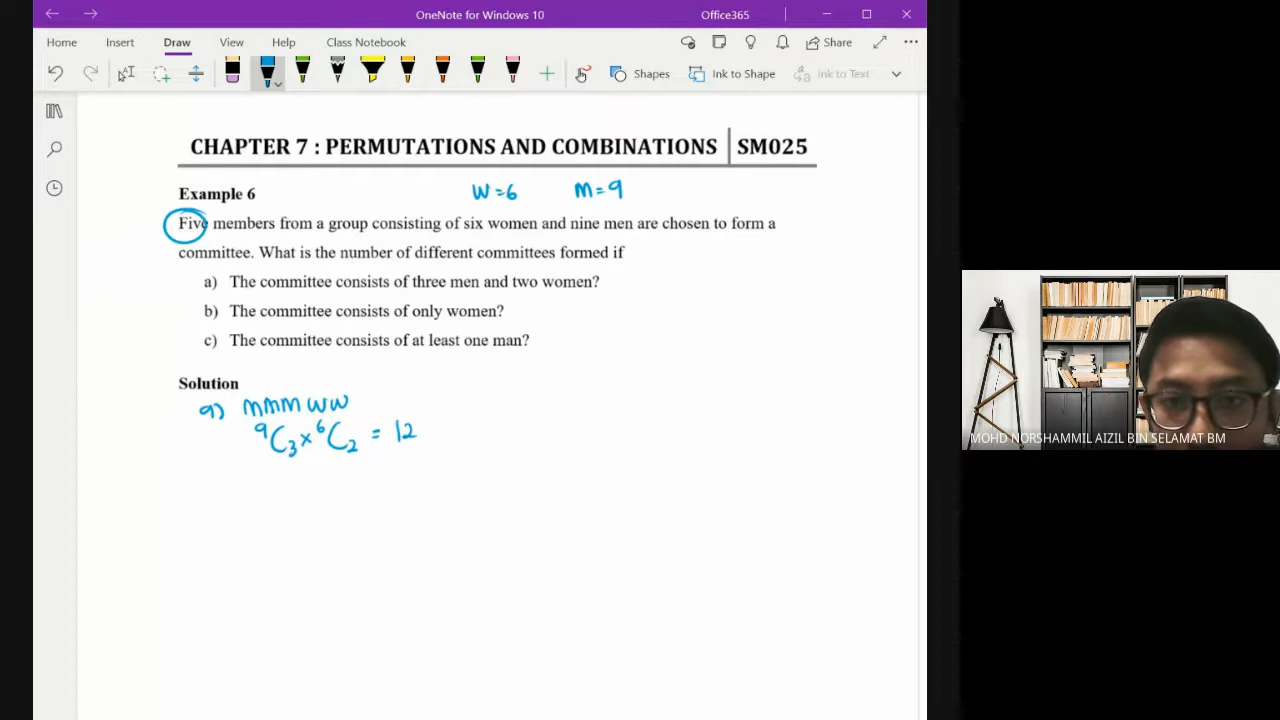 OneNote for Windows 10
Office365
Home Insert Draw View Help Class Notebook
Share
Shapes Ink to Shape Ink to Text
CHAPTER 7 : PERMUTATIONS AND COMBINATIONS SM025
Example 6 W = 6 M = 9
Five members from a group consisting of six women and nine men are chosen to form a
committee. What is the number of different committees formed if
a) The committee consists of three men and two women?
b) The committee consists of only women?
c) The committee consists of at least one man?
Solution
a) MMM WW
⁹C₃ × ⁶C₂ = 12
MOHD NORSHAMMIL AIZIL BIN SELAMAT BM